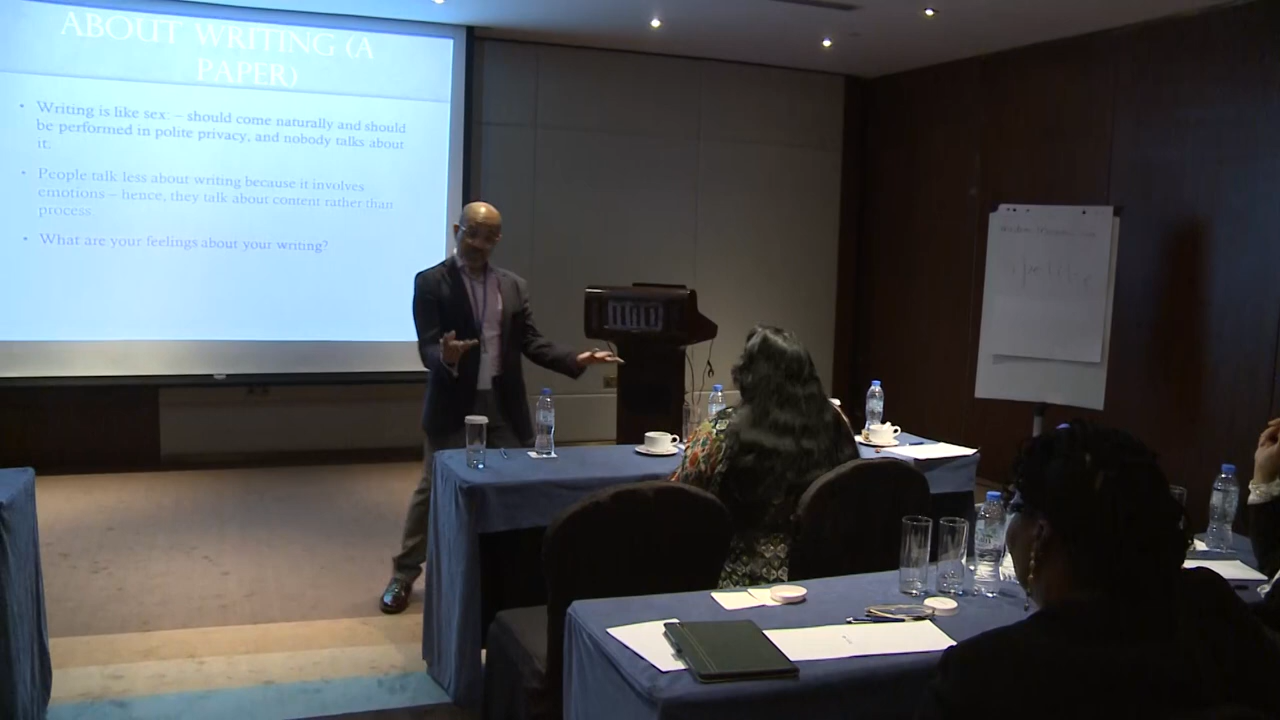 ABOUT WRITING (A
PAPER)
• Writing is like sex: – should come naturally and should
be performed in polite privacy, and nobody talks about
it.
• People talk less about writing because it involves
emotions – hence, they talk about content rather than
process.
• What are your feelings about your writing?